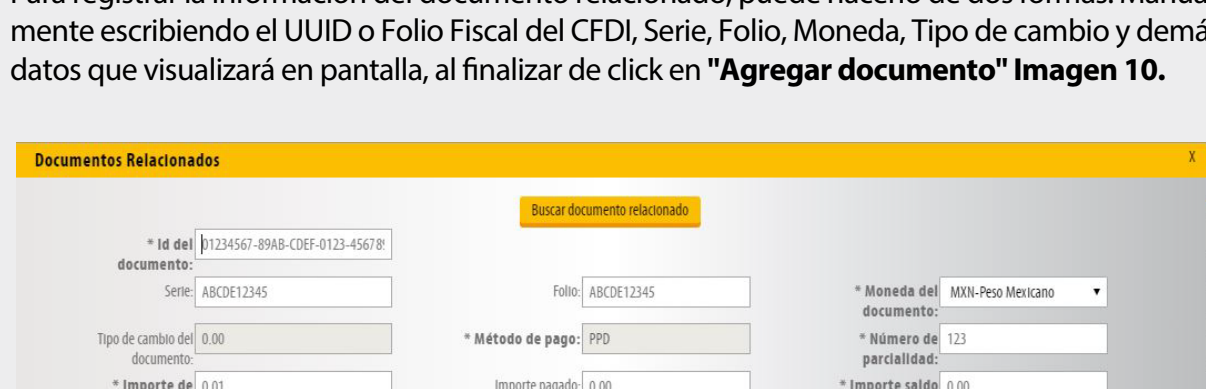 Para registrar la información del documento relacionado, puede hacerlo de dos formas: Manual
mente escribiendo el UUID o Folio Fiscal del CFDI, Serie, Folio, Moneda, Tipo de cambio y demá
datos que visualizará en pantalla, al finalizar de click en "Agregar documento" Imagen 10.
Documentos Relacionados X
Buscar documento relacionado
* Id del documento: 01234567-89AB-CDEF-0123-45678
Serie: ABCDE12345 Folio: ABCDE12345 * Moneda del documento: MXN-Peso Mexicano
Tipo de cambio del documento: 0.00 * Método de pago: PPD * Número de parcialidad: 123
* Importe de 0.01 Importe pagado: 0.00 * Importe saldo 0.00